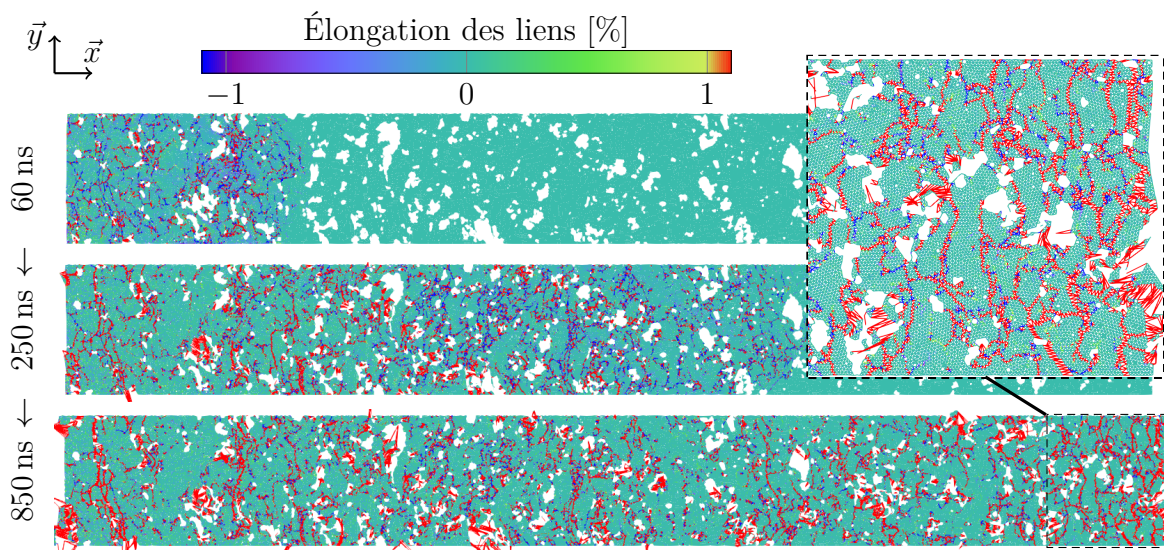 Élongation des liens [%]
y⃗
x⃗
−1 0 1
60 ns
→
250 ns
→
850 ns